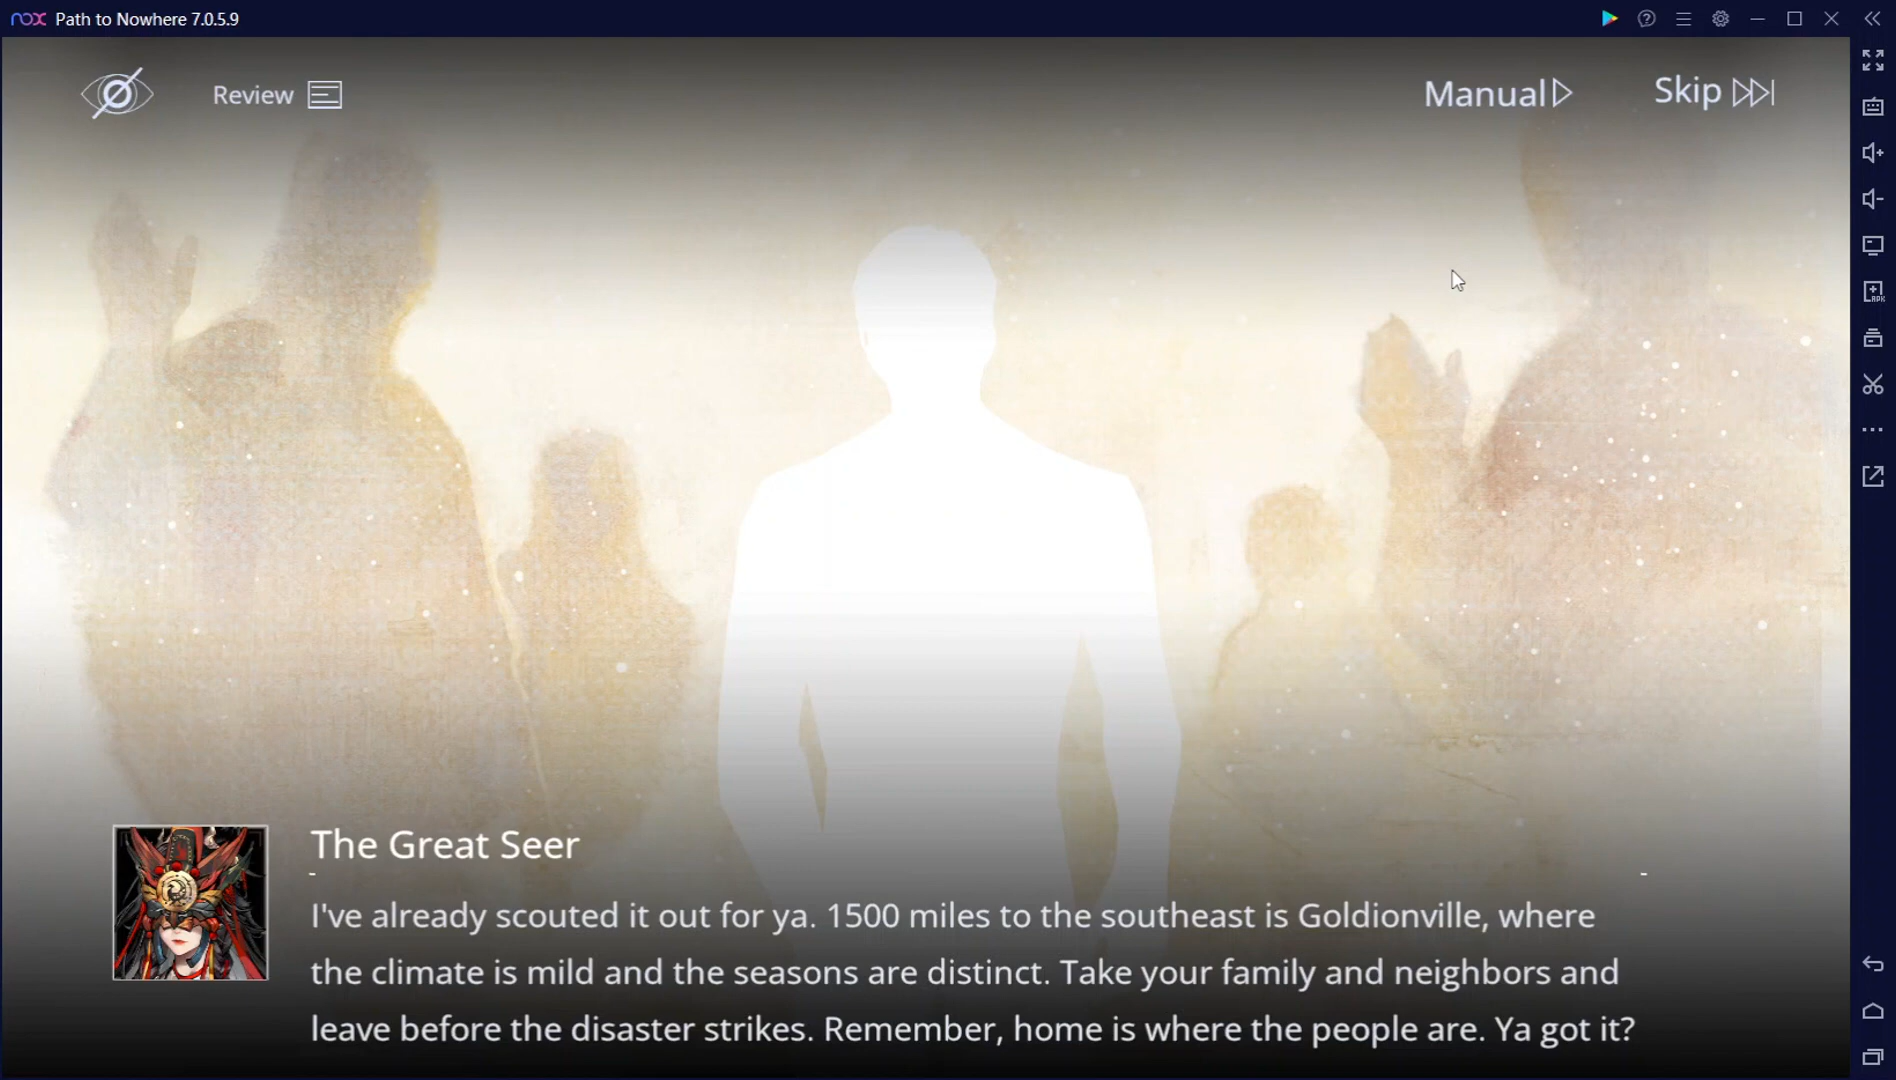 nox Path to Nowhere 7.0.5.9
Review
Manual
Skip
The Great Seer
I've already scouted it out for ya. 1500 miles to the southeast is Goldionville, where
the climate is mild and the seasons are distinct. Take your family and neighbors and
leave before the disaster strikes. Remember, home is where the people are. Ya got it?